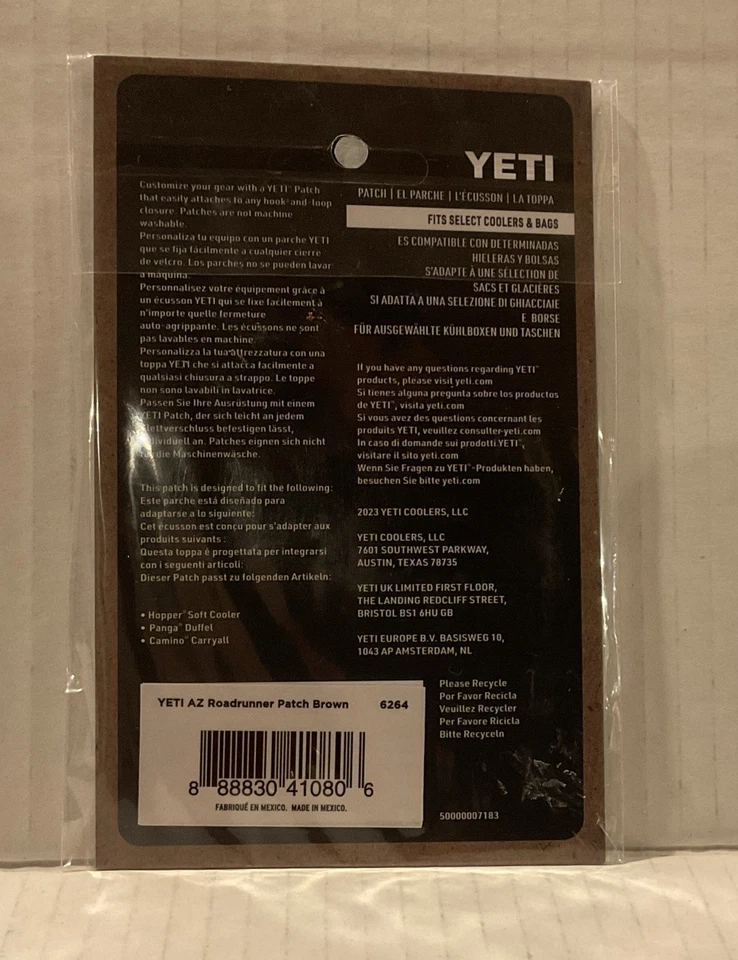 YETI
PATCH | EL PARCHE | L'ÉCUSSON | LA TOPPA
FITS SELECT COOLERS & BAGS
ES COMPATIBLE CON DETERMINADAS
HIELERAS Y BOLSAS
S'ADAPTE À UNE SÉLECTION DE
SACS ET GLACIÈRES
SI ADATTA A UNA SELEZIONE DI GHIACCIAIE
E BORSE
FÜR AUSGEWÄHLTE KÜHLBOXEN UND TASCHEN
Customize your gear with a YETI™ Patch
that easily attaches to any hook-and-loop
closure. Patches are not machine
washable.
Personaliza tu equipo con un parche YETI
que se fija fácilmente a cualquier cierre
de velcro. Los parches no se pueden lavar
a máquina.
Personnalisez votre équipement grâce à
un écusson YETI qui se fixe facilement à
n'importe quelle fermeture
auto-agrippante. Les écussons ne sont
pas lavables en machine.
Personalizza la tua attrezzatura con una
toppa YETI che si attacca facilmente a
qualsiasi chiusura a strappo. Le toppe
non sono lavabili in lavatrice.
Passen Sie Ihre Ausrüstung mit einem
YETI Patch, der sich leicht an jedem
Klettverschluss befestigen lässt,
individuell an. Patches eignen sich nicht
für die Maschinenwäsche.
This patch is designed to fit the following:
Este parche está diseñado para
adaptarse a lo siguiente:
Cet écusson est conçu pour s'adapter aux
produits suivants :
Questa toppa è progettata per integrarsi
con i seguenti articoli:
Dieser Patch passt zu folgenden Artikeln:
• Hopper® Soft Cooler
• Panga® Duffel
• Camino® Carryall
If you have any questions regarding YETI™
products, please visit yeti.com
Si tienes alguna pregunta sobre los productos
de YETI™, visita yeti.com
Si vous avez des questions concernant les
produits YETI, veuillez consulter yeti.com
In caso di domande sui prodotti YETI™,
visitare il sito yeti.com
Wenn Sie Fragen zu YETI™-Produkten haben,
besuchen Sie bitte yeti.com
2023 YETI COOLERS, LLC
YETI COOLERS, LLC
7601 SOUTHWEST PARKWAY,
AUSTIN, TEXAS 78735
YETI UK LIMITED FIRST FLOOR,
THE LANDING REDCLIFF STREET,
BRISTOL BS1 6HU GB
YETI EUROPE B.V. BASISWEG 10,
1043 AP AMSTERDAM, NL
Please Recycle
Por Favor Recicla
Veuillez Recycler
Per Favore Ricicla
Bitte Recyceln
50000007183
YETI AZ Roadrunner Patch Brown 6264
8 88830 41080 6
FABRIQUÉ EN MEXICO. MADE IN MEXICO.